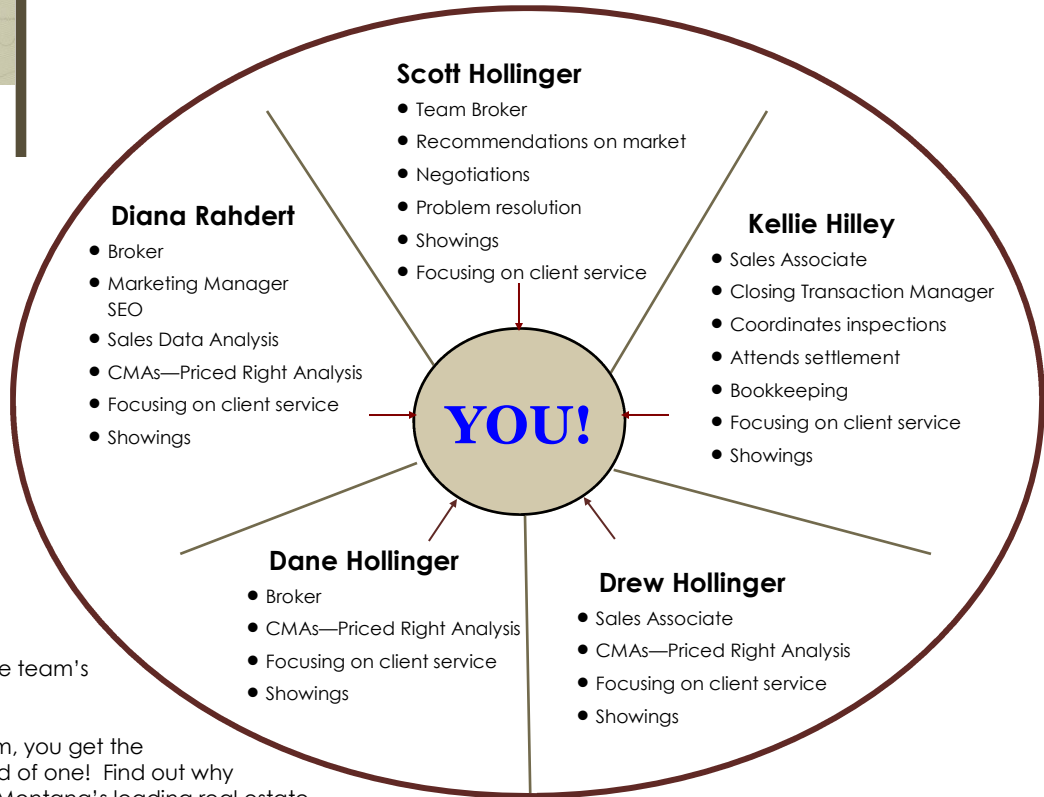 Scott Hollinger
● Team Broker
● Recommendations on market
● Negotiations
● Problem resolution
● Showings
● Focusing on client service
Diana Rahdert
● Broker
● Marketing Manager
SEO
● Sales Data Analysis
● CMAs—Priced Right Analysis
● Focusing on client service
● Showings
Kellie Hilley
● Sales Associate
● Closing Transaction Manager
● Coordinates inspections
● Attends settlement
● Bookkeeping
● Focusing on client service
● Showings
YOU!
Dane Hollinger
● Broker
● CMAs—Priced Right Analysis
● Focusing on client service
● Showings
Drew Hollinger
● Sales Associate
● CMAs—Priced Right Analysis
● Focusing on client service
● Showings
e team’s
m, you get the
d of one! Find out why
Montana’s leading real estate